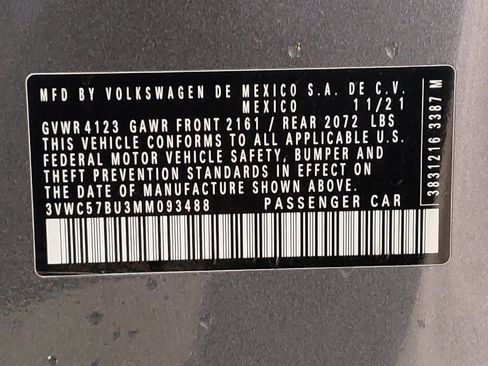 MFD BY VOLKSWAGEN DE MEXICO S.A. DE C.V.
MEXICO 11/21
GVWR 4123 GAWR FRONT 2161 / REAR 2072 LBS
THIS VEHICLE CONFORMS TO ALL APPLICABLE U.S.
FEDERAL MOTOR VEHICLE SAFETY, BUMPER AND
THEFT PREVENTION STANDARDS IN EFFECT ON
THE DATE OF MANUFACTURE SHOWN ABOVE.
3VWC57BU3MM093488 PASSENGER CAR
3831216 3387 M